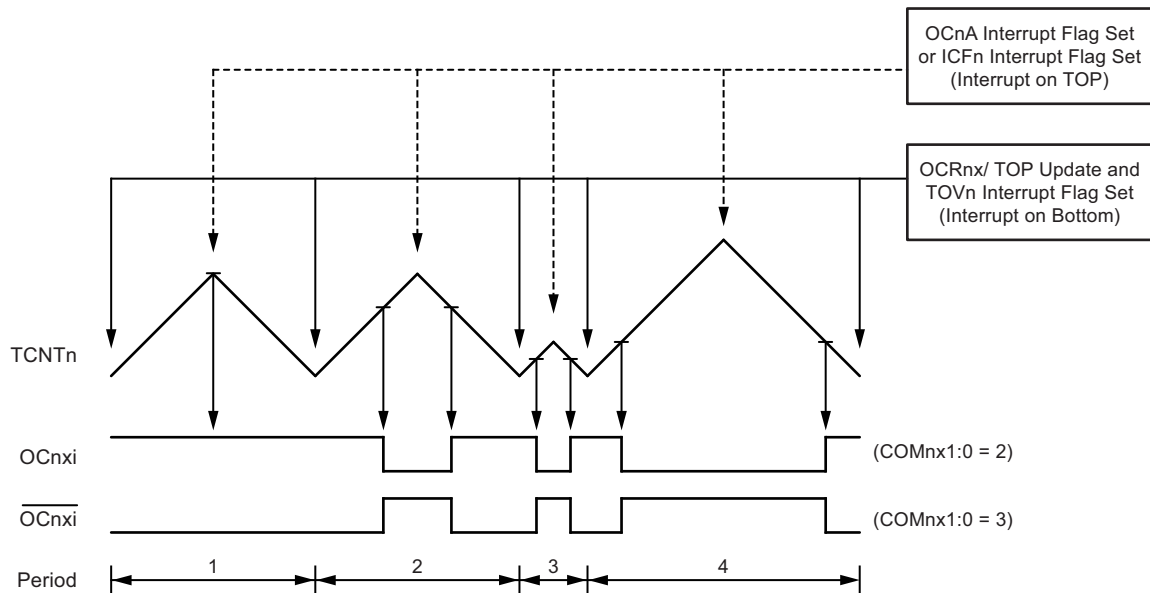 OCnA Interrupt Flag Set
or ICFn Interrupt Flag Set
(Interrupt on TOP)
OCRnx/ TOP Update and
TOVn Interrupt Flag Set
(Interrupt on Bottom)
TCNTn
OCnxi
(COMnx1:0 = 2)
OCnxi
(COMnx1:0 = 3)
Period
1
2
3
4